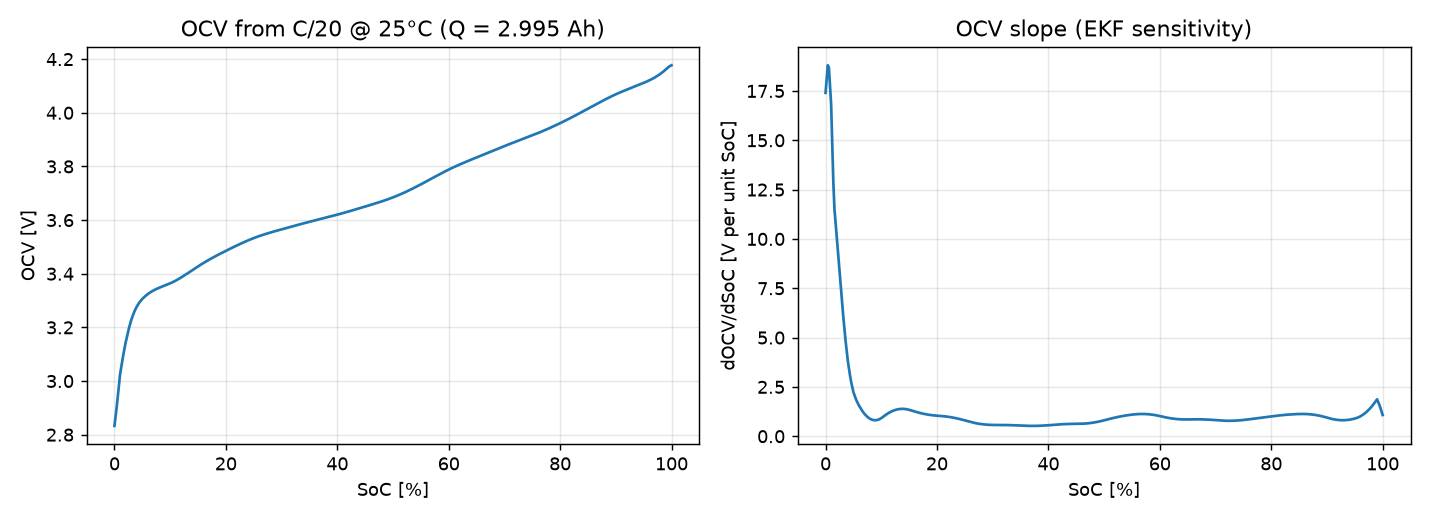 OCV from C/20 @ 25°C (Q = 2.995 Ah)
OCV [V]
4.2
4.0
3.8
3.6
3.4
3.2
3.0
2.8
0 20 40 60 80 100
SoC [%]
OCV slope (EKF sensitivity)
dOCV/dSoC [V per unit SoC]
17.5
15.0
12.5
10.0
7.5
5.0
2.5
0.0
0 20 40 60 80 100
SoC [%]